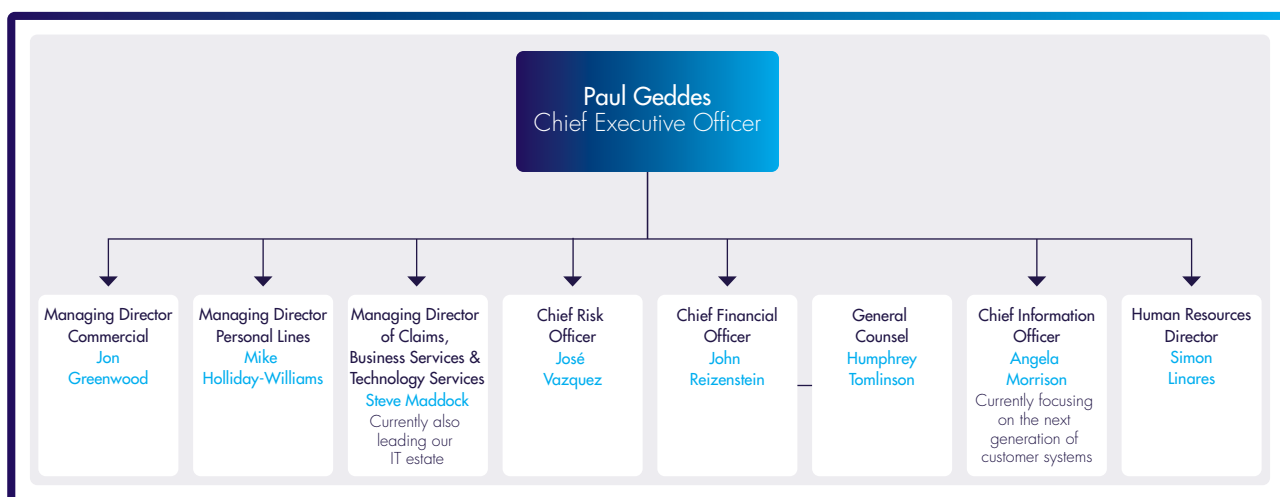 Paul Geddes
Chief Executive Officer
Managing Director
Commercial
Jon
Greenwood
Managing Director
Personal Lines
Mike
Holliday-Williams
Managing Director
of Claims,
Business Services &
Technology Services
Steve Maddock
Currently also
leading our
IT estate
Chief Risk
Officer
José
Vazquez
Chief Financial
Officer
John
Reizenstein
General
Counsel
Humphrey
Tomlinson
Chief Information
Officer
Angela
Morrison
Currently focusing
on the next
generation of
customer systems
Human Resources
Director
Simon
Linares